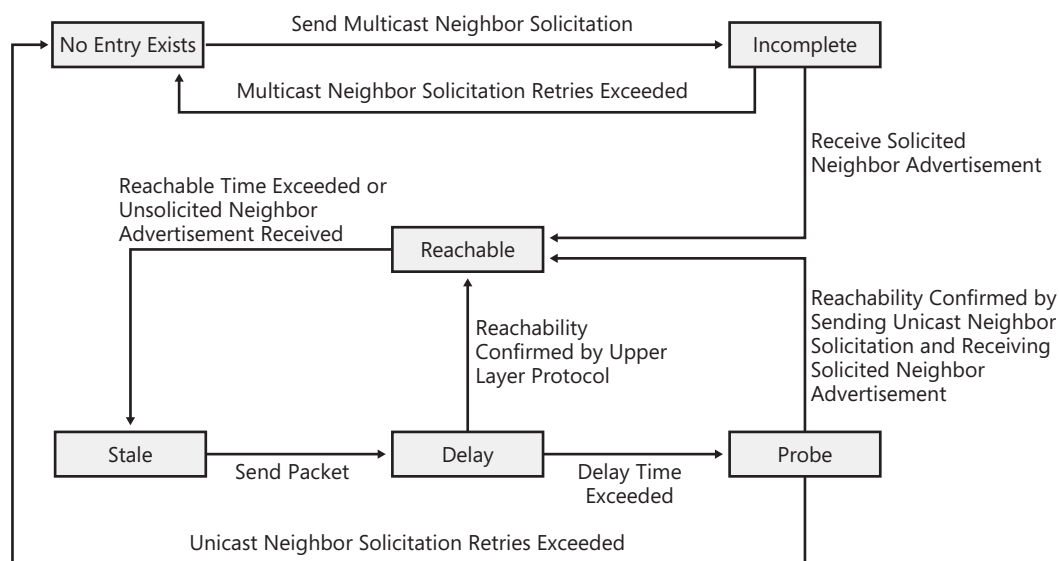 Send Multicast Neighbor Solicitation
No Entry Exists
Incomplete
Multicast Neighbor Solicitation Retries Exceeded
Receive Solicited
Neighbor Advertisement
Reachable Time Exceeded or
Unsolicited Neighbor
Advertisement Received
Reachable
Reachability
Confirmed by Upper
Layer Protocol
Reachability Confirmed by
Sending Unicast Neighbor
Solicitation and Receiving
Solicited Neighbor
Advertisement
Stale
Send Packet
Delay
Delay Time
Exceeded
Probe
Unicast Neighbor Solicitation Retries Exceeded